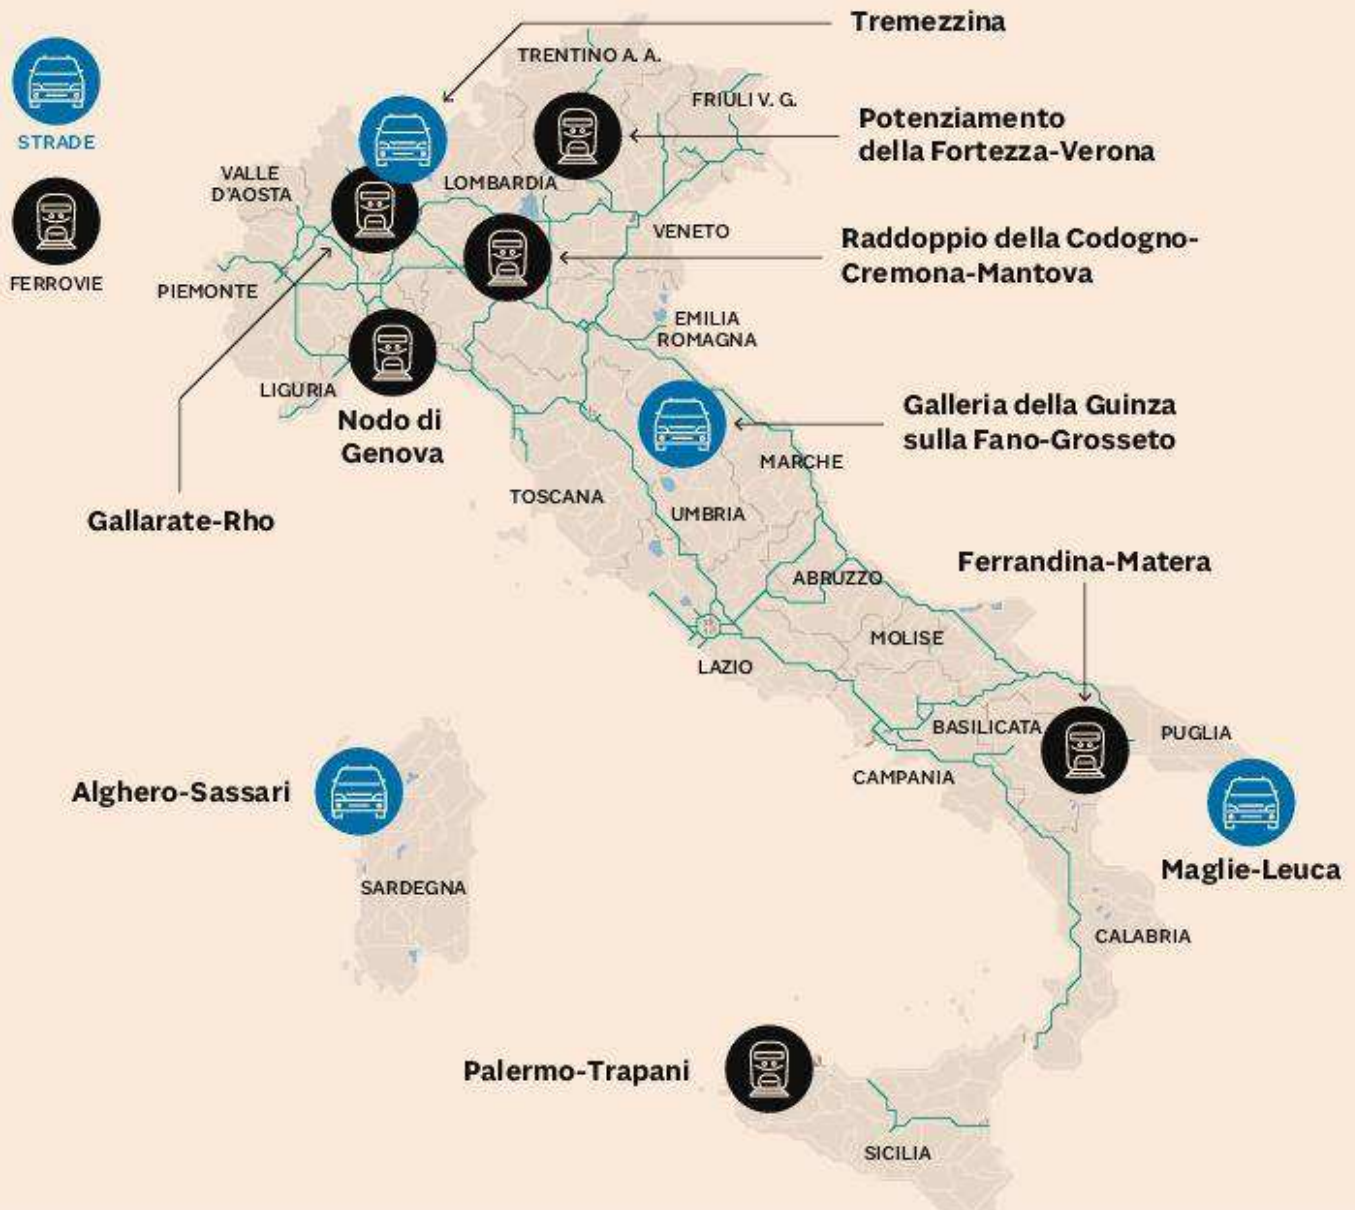 Tremezzina
TRENTINO A. A.
STRADE
FRIULI V. G.
Potenziamento
della Fortezza-Verona
VALLE
D'AOSTA
LOMBARDIA
FERROVIE
PIEMONTE
VENETO
Raddoppio della Codogno-
Cremona-Mantova
EMILIA
ROMAGNA
LIGURIA
Nodo di
Genova
Galleria della Guinza
sulla Fano-Grosseto
MARCHE
TOSCANA
UMBRIA
Gallarate-Rho
ABRUZZO
Ferrandina-Matera
MOLISE
LAZIO
BASILICATA
PUGLIA
CAMPANIA
Alghero-Sassari
Maglie-Leuca
SARDEGNA
CALABRIA
Palermo-Trapani
SICILIA